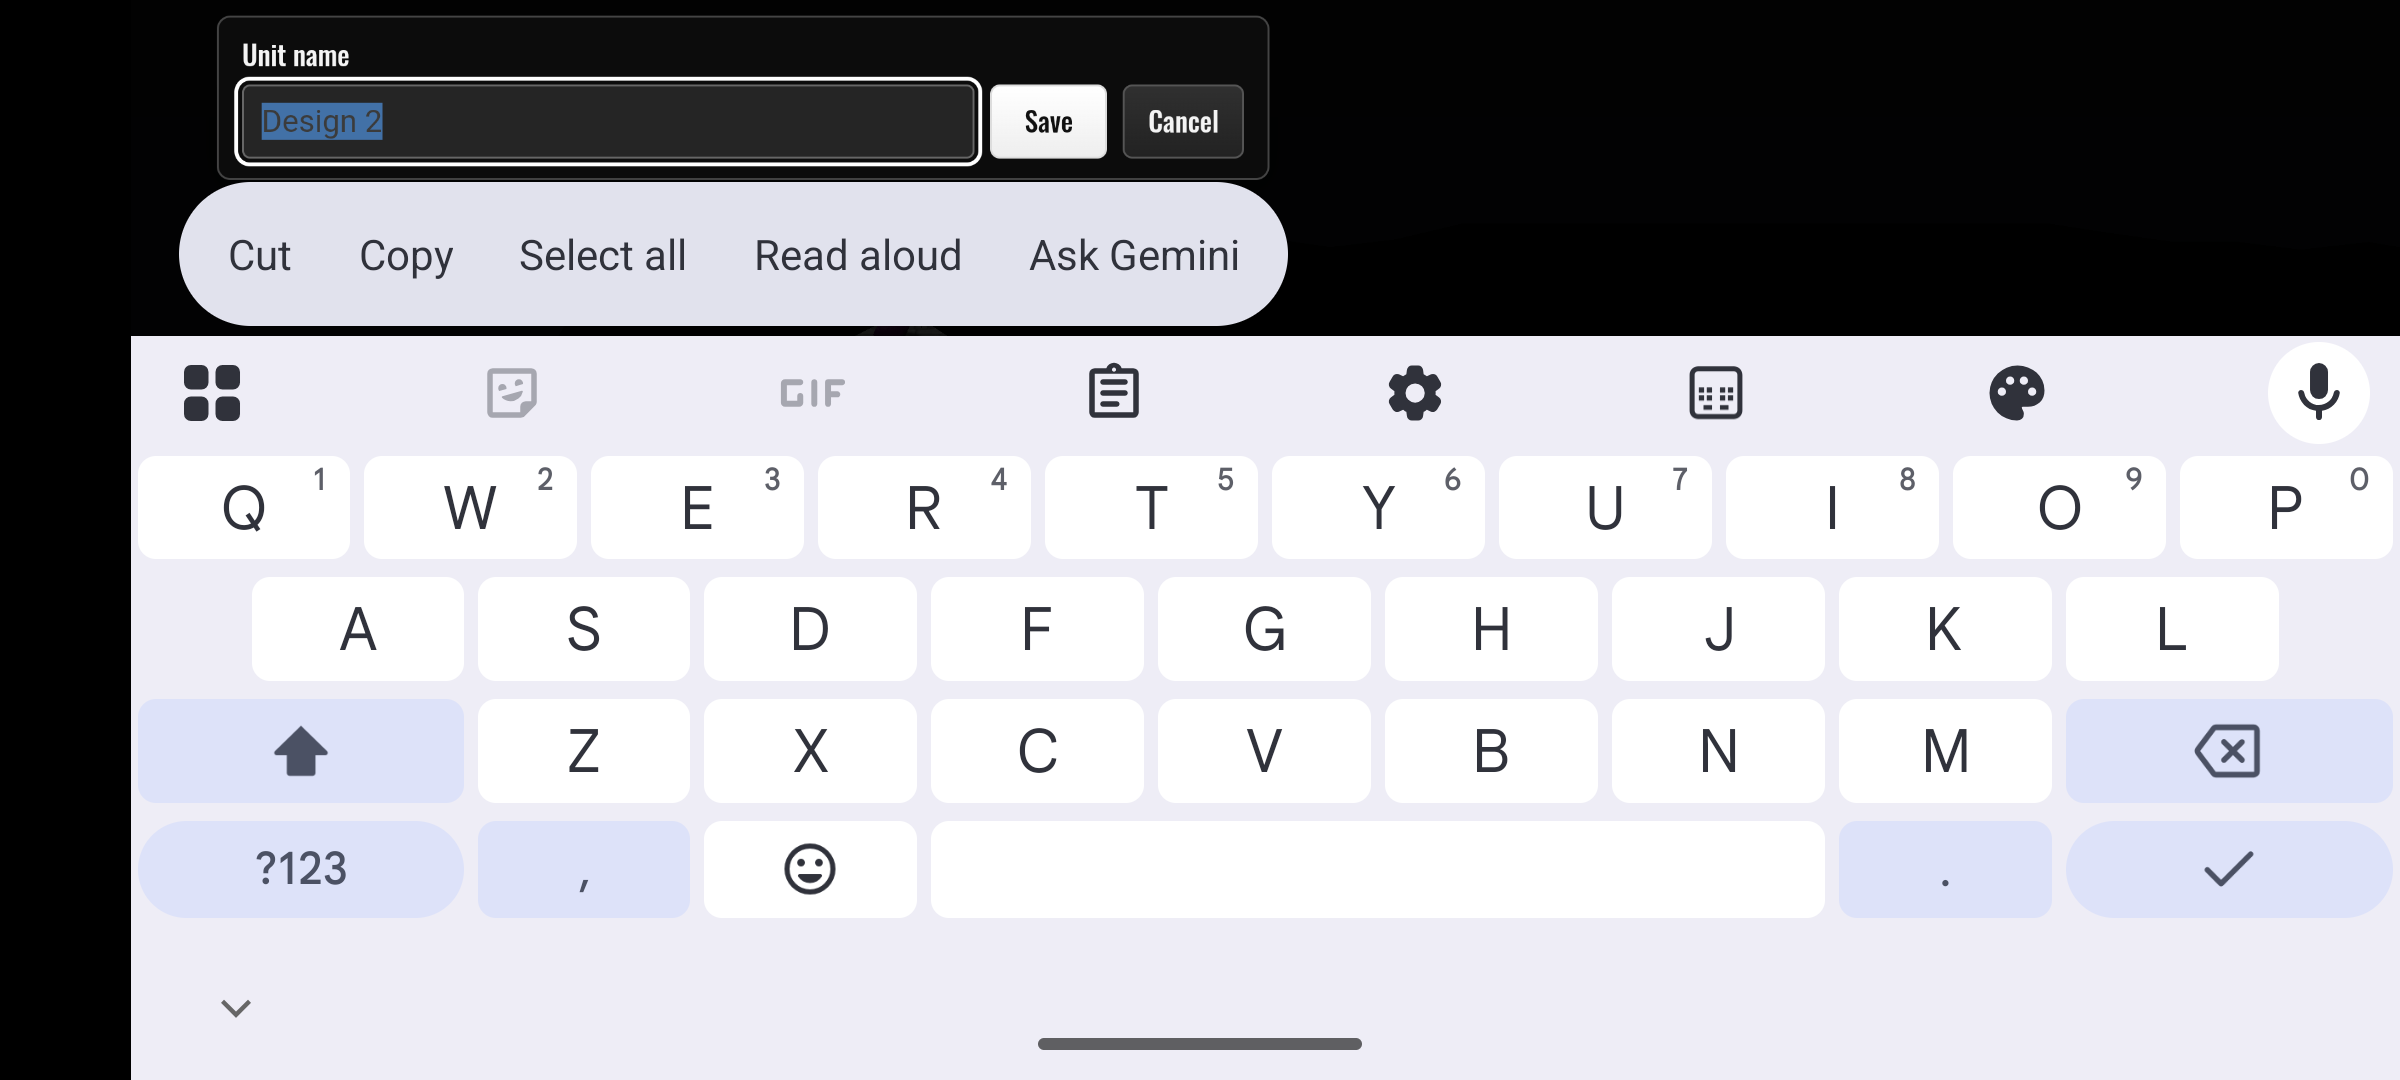 Unit name
Design 2
Save
Cancel
Cut
Copy
Select all
Read aloud
Ask Gemini
GIF
Q 1
W 2
E 3
R 4
T 5
Y 6
U 7
I 8
O 9
P 0
A
S
D
F
G
H
J
K
L
Z
X
C
V
B
N
M
?123
,
.